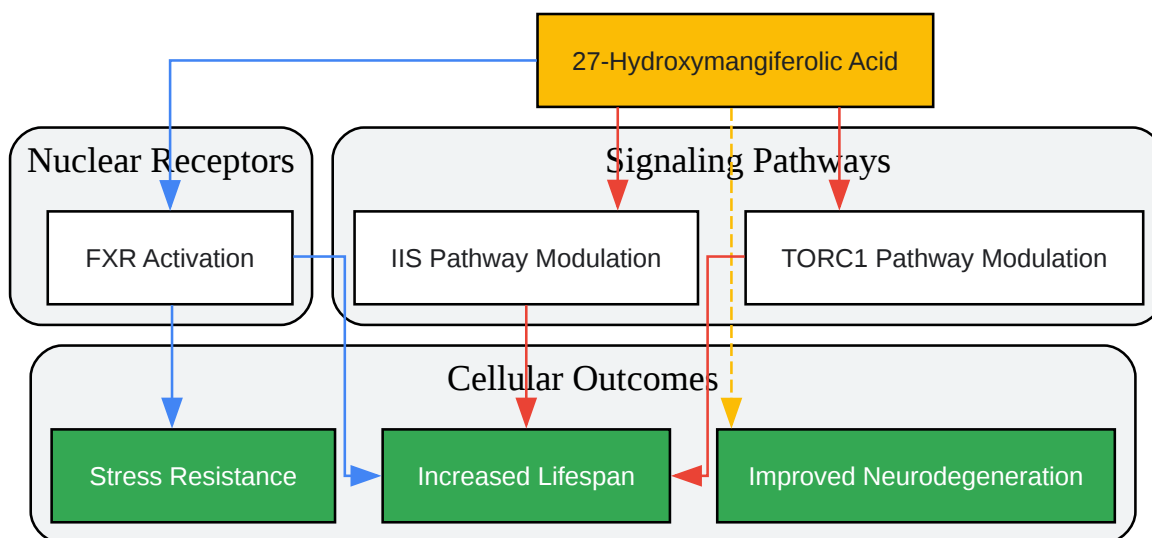 27-Hydroxymangiferolic Acid
Nuclear Receptors
Signaling Pathways
FXR Activation
IIS Pathway Modulation
TORC1 Pathway Modulation
Cellular Outcomes
Stress Resistance
Increased Lifespan
Improved Neurodegeneration